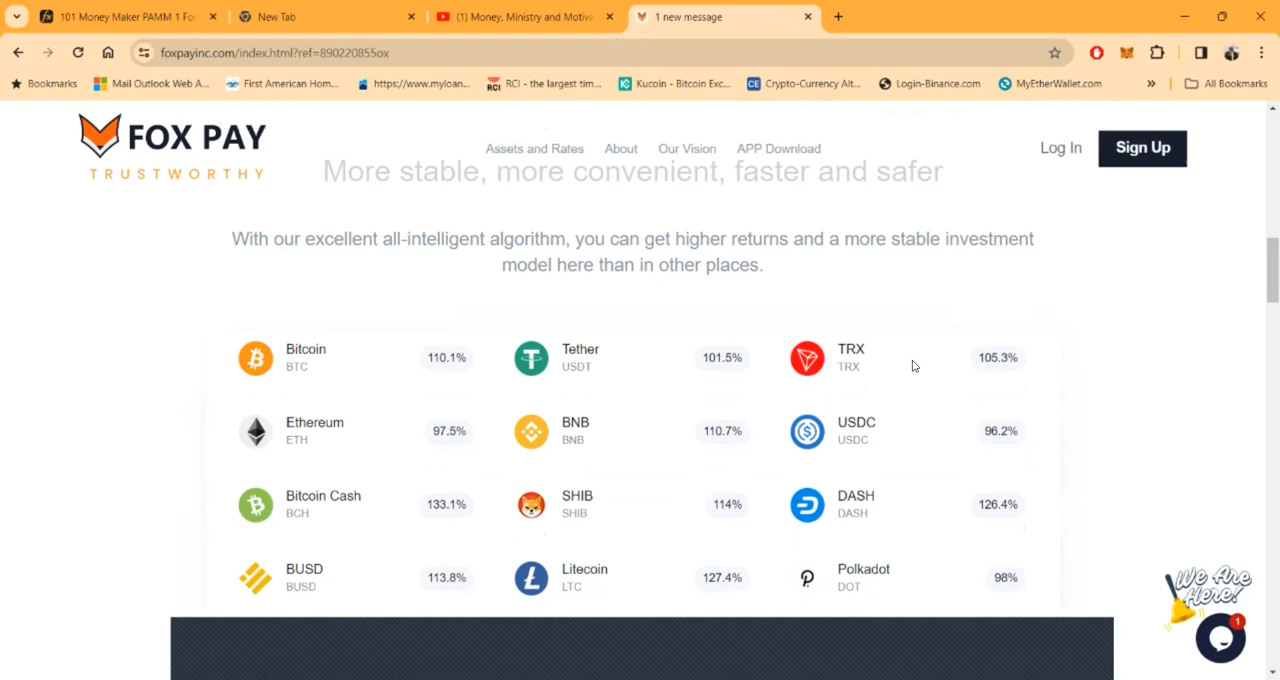 101 Money Maker PAMM 1 Fo
New Tab
(1) Money, Ministry and Motiva
1 new message
foxpayinc.com/index.html?ref=890220855ox
Bookmarks
Mail Outlook Web A...
First American Hom...
https://www.myloan...
RCI - the largest tim...
Kucoin - Bitcoin Exc...
Crypto-Currency Alt...
Login-Binance.com
MyEtherWallet.com
All Bookmarks
FOX PAY
TRUSTWORTHY
Assets and Rates
About
Our Vision
APP Download
Log In
Sign Up
More stable, more convenient, faster and safer
With our excellent all-intelligent algorithm, you can get higher returns and a more stable investment
model here than in other places.
Bitcoin
BTC
110.1%
Tether
USDT
101.5%
TRX
TRX
105.3%
Ethereum
ETH
97.5%
BNB
BNB
110.7%
USDC
USDC
96.2%
Bitcoin Cash
BCH
133.1%
SHIB
SHIB
114%
DASH
DASH
126.4%
BUSD
BUSD
113.8%
Litecoin
LTC
127.4%
Polkadot
DOT
98%
We Are
Here!
1